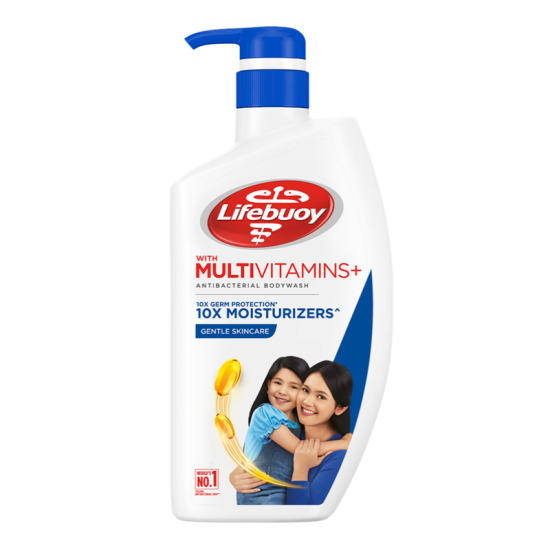 Lifebuoy
WITH
MULTIVITAMINS+
ANTIBACTERIAL BODYWASH
10X GERM PROTECTION*
10X MOISTURIZERS^
GENTLE SKINCARE
WORLD'S
NO.1